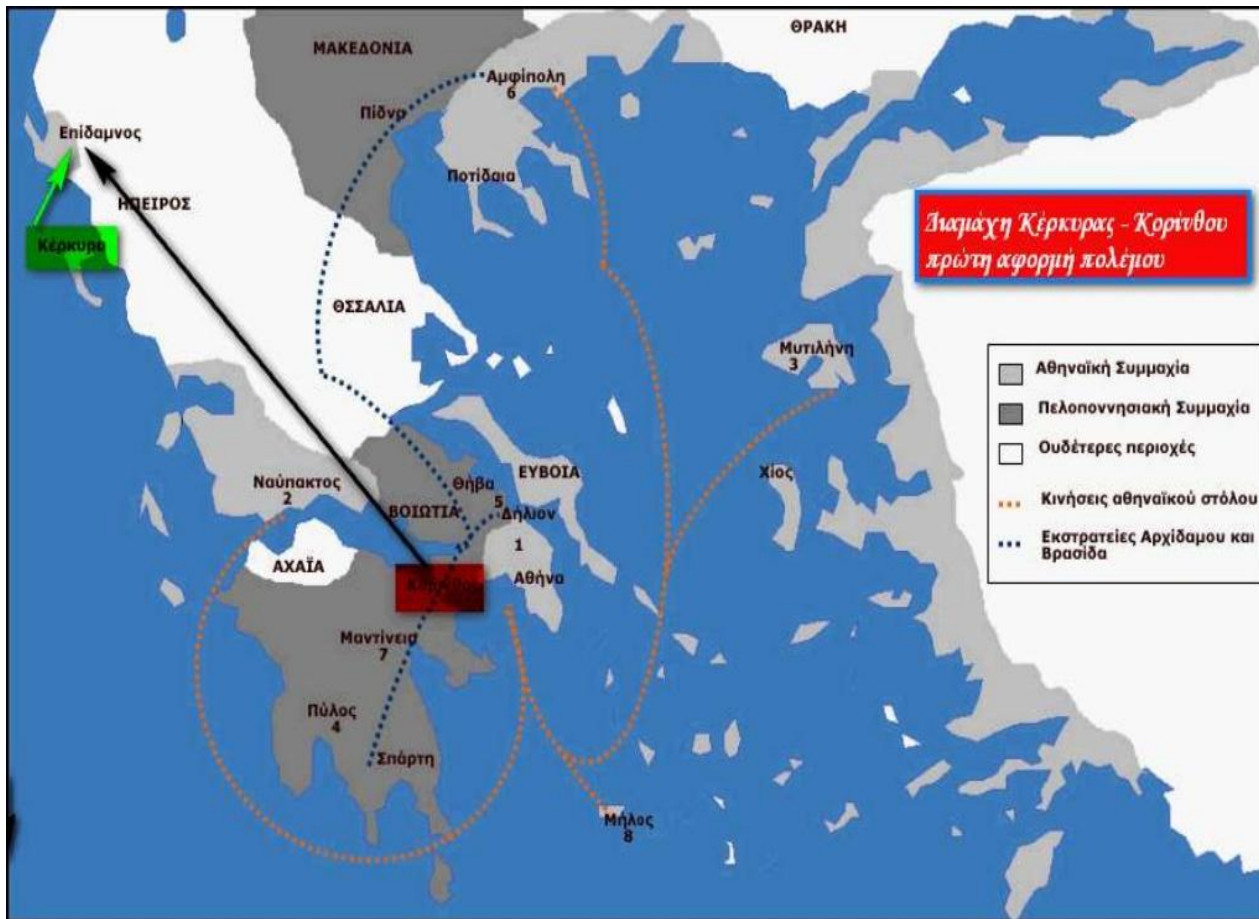 ΘΡΑΚΗ
ΜΑΚΕΔΟΝΙΑ
Αμφίπολη
6
Πίδνα
Επίδαμνος
Ποτίδαια
ΗΠΕΙΡΟΣ
Κέρκυρα
Διαμάχη Κέρκυρας - Κορίνθου
πρώτη αφορμή πολέμου
ΘΣΣΑΛΙΑ
Μυτιλήνη
3
Αθηναϊκή Συμμαχία
Πελοποννησιακή Συμμαχία
Ουδέτερες περιοχές
Κινήσεις αθηναϊκού στόλου
Εκστρατείες Αρχίδαμου και
Βρασίδα
Ναύπακτος
2
Θήβα
5
ΕΥΒΟΙΑ
Χίος
ΒΟΙΩΤΙΑ
Δήλιον
1
Αθήνα
ΑΧΑΪΑ
Μαντίνεισ
7
Πύλος
4
Σπάρτη
Μήλος
8